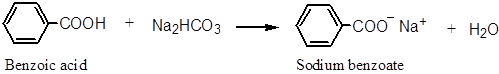 COOH + Na₂HCO₃ COO⁻ Na⁺ + H₂O
Benzoic acid Sodium benzoate